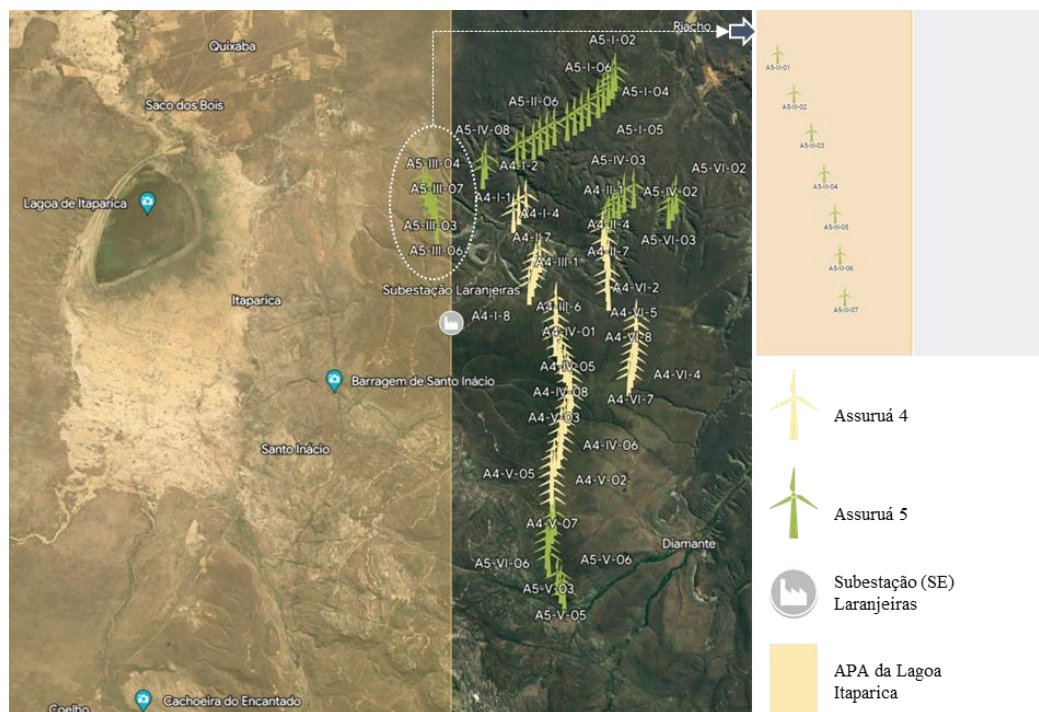 Riacho
Quixaba
A5-I-02
A5-I-06
Saco dos Bois
A5-II-06
A5-I-04
A5-IV-08
A5-I-05
A5-III-04
A4-I-2
A5-IV-03
A5-VI-02
A5-III-07
A4-I-1
A4-II-1
A5-IV-02
Lagoa de Itaparica
A4-I-4
A5-III-03
A4-II-4
A4-II-7
A5-VI-03
A5-III-06
A4-II-7
A4-III-1
Subestação Laranjeiras
A4-VI-2
Itaparica
A4-III-6
A4-I-8
A4-VI-5
A4-IV-01
A4-VI-8
A4-IV-05
Barragem de Santo Inácio
A4-VI-4
A4-IV-08
A4-VI-7
A4-V-03
Santo Inácio
A4-IV-06
A4-V-05
A4-V-02
A4-V-07
Diamante
A5-VI-06
A5-V-06
A5-V-03
A5-V-05
Cachoeira do Encantado
Coelho
A5-III-01
A5-III-02
A5-III-03
A5-III-04
A5-III-05
A5-III-06
A5-III-07
Assuruá 4
Assuruá 5
Subestação (SE)
Laranjeiras
APA da Lagoa
Itaparica